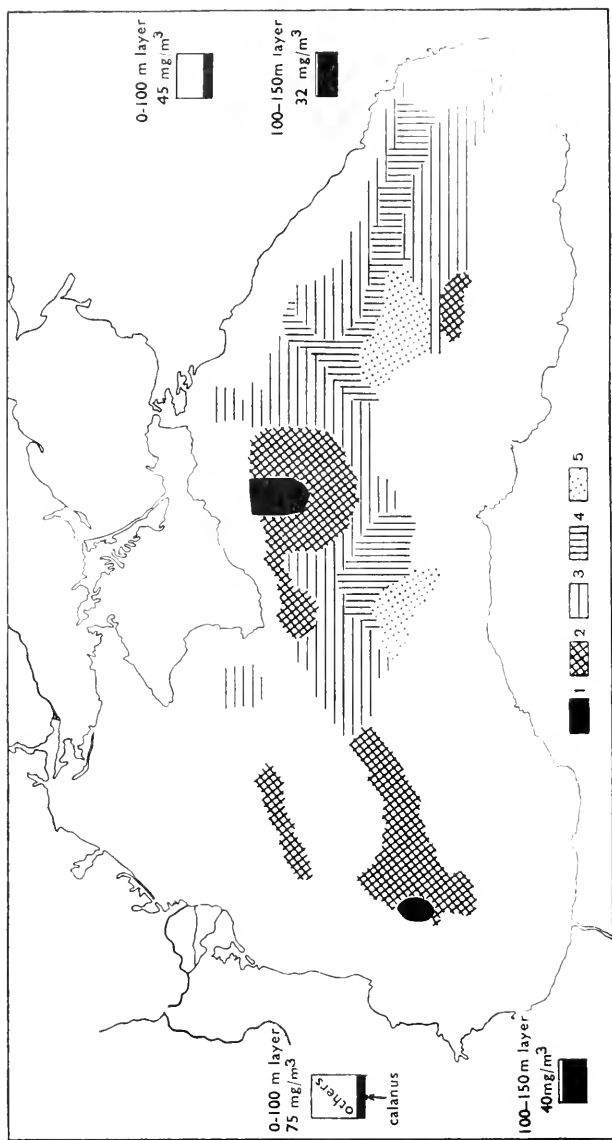 0-100 m layer
75 mg/m³
others
calanus
100-150m layer
40mg/m³
0-100 m layer
45 mg/m³
100-150m layer
32 mg/m³
1 2 3 4 5